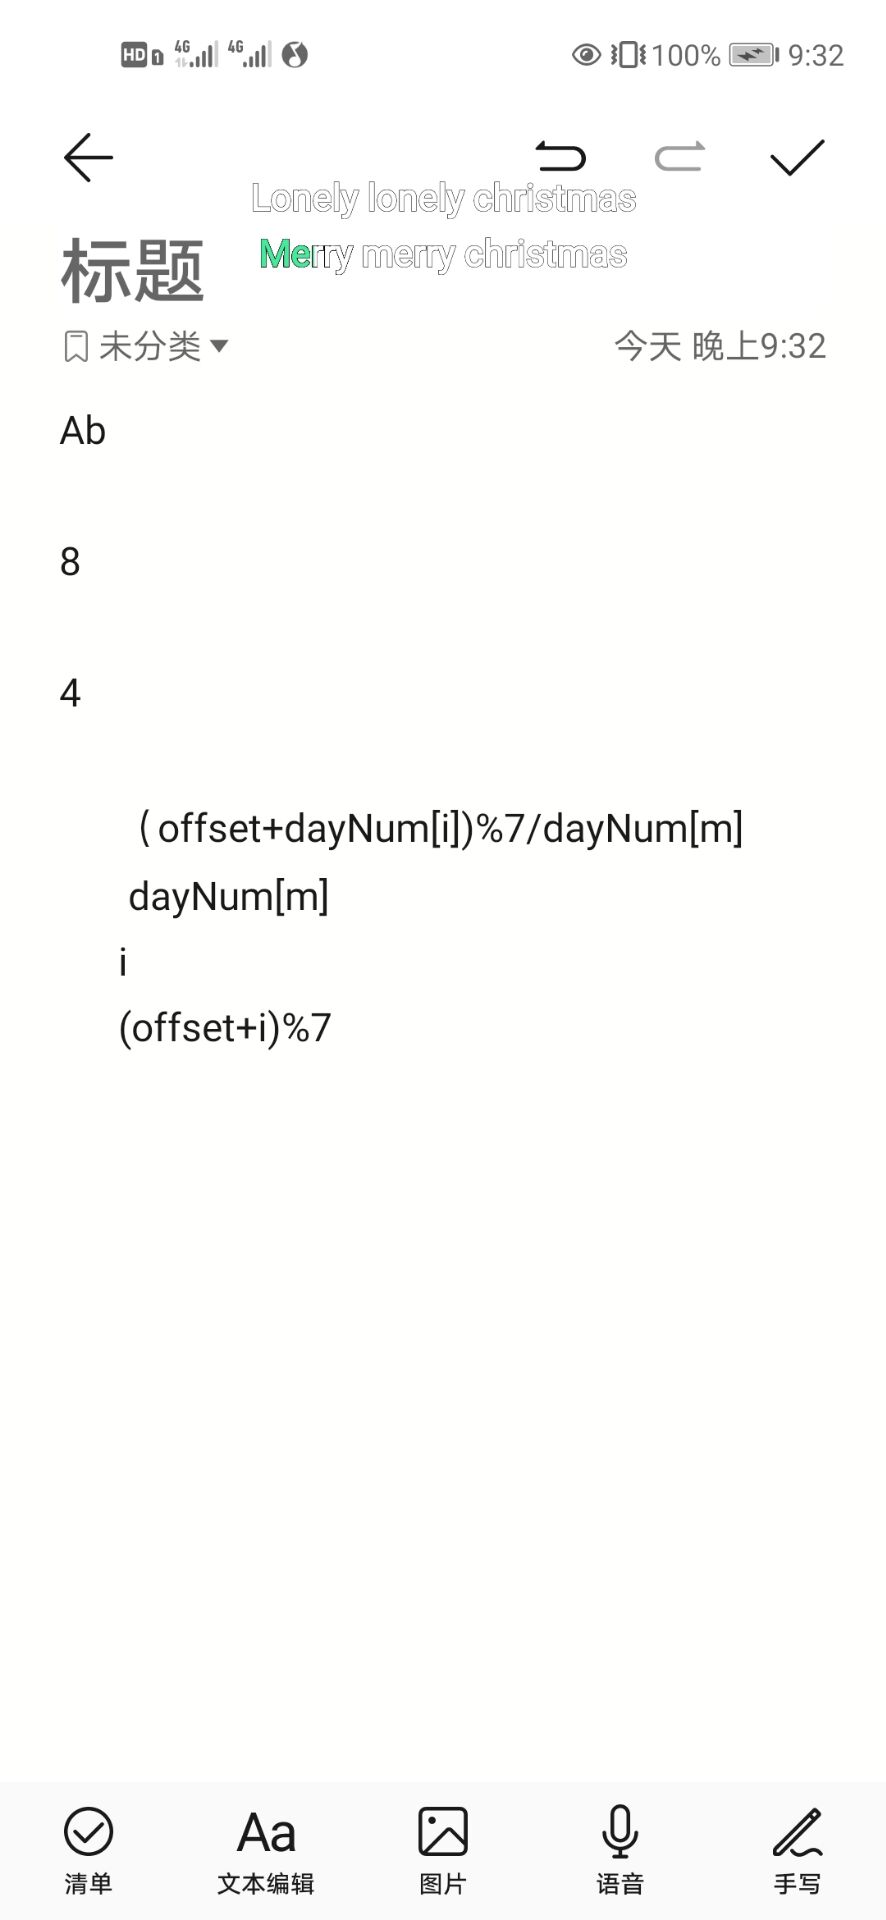 HD 1 4G 4G 100% 9:32
Lonely lonely christmas
Merry merry christmas
标题
未分类 今天 晚上9:32
Ab
8
4
（offset+dayNum[i])%7/dayNum[m]
dayNum[m]
i
(offset+i)%7
Aa
清单 文本编辑 图片 语音 手写